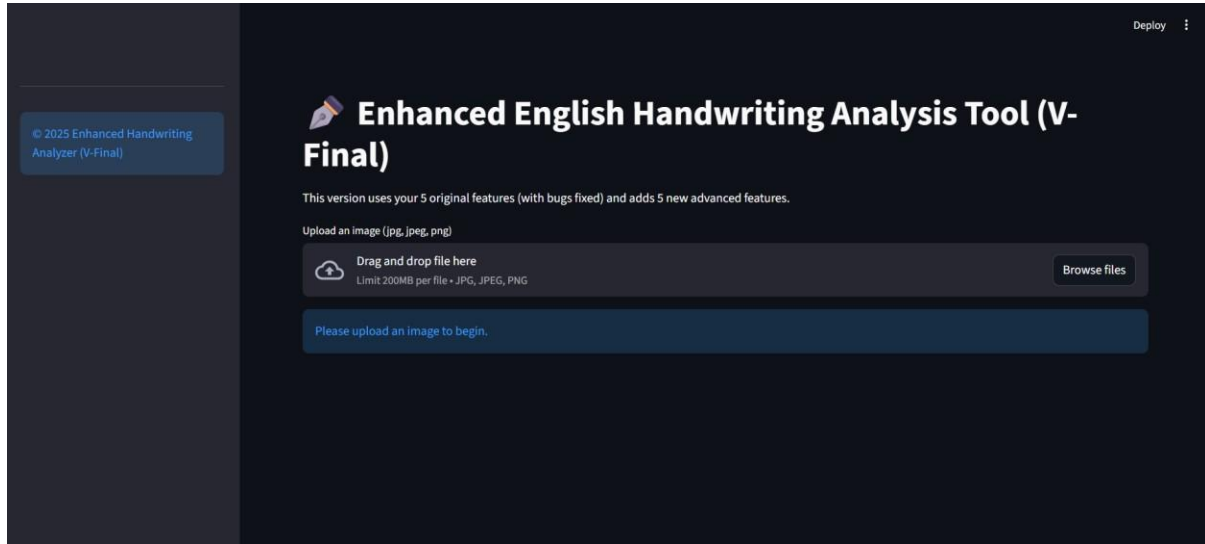 Deploy
© 2025 Enhanced Handwriting
Analyzer (V-Final)
Enhanced English Handwriting Analysis Tool (V-
Final)
This version uses your 5 original features (with bugs fixed) and adds 5 new advanced features.
Upload an image (jpg, jpeg, png)
Drag and drop file here
Limit 200MB per file • JPG, JPEG, PNG
Browse files
Please upload an image to begin.